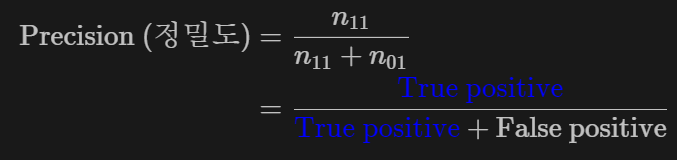 Precision (정밀도) = n₁₁ / (n₁₁ + n₀₁)
= True positive / (True positive + False positive)